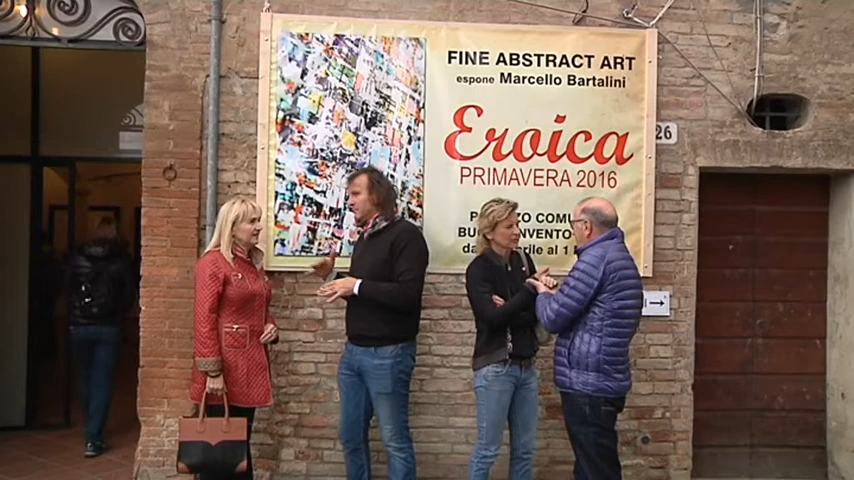 FINE ABSTRACT ART
espone Marcello Bartalini
Eroica
PRIMAVERA 2016
26